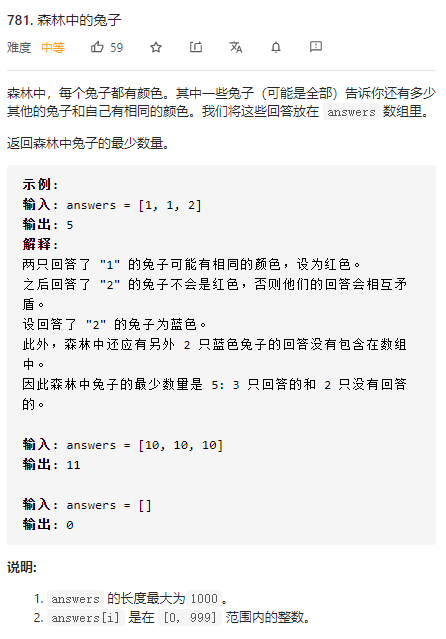 781. 森林中的兔子
难度 中等 59
森林中，每个兔子都有颜色。其中一些兔子（可能是全部）告诉你还有多少
其他的兔子和自己有相同的颜色。我们将这些回答放在 answers 数组里。
返回森林中兔子的最少数量。
示例:
输入: answers = [1, 1, 2]
输出: 5
解释:
两只回答了 "1" 的兔子可能有相同的颜色，设为红色。
之后回答了 "2" 的兔子不会是红色，否则他们的回答会相互矛
盾。
设回答了 "2" 的兔子为蓝色。
此外，森林中还应有另外 2 只蓝色兔子的回答没有包含在数组
中。
因此森林中兔子的最少数量是 5: 3 只回答的和 2 只没有回答
的。
输入: answers = [10, 10, 10]
输出: 11
输入: answers = []
输出: 0
说明:
1. answers 的长度最大为1000。
2. answers[i] 是在 [0, 999] 范围内的整数。